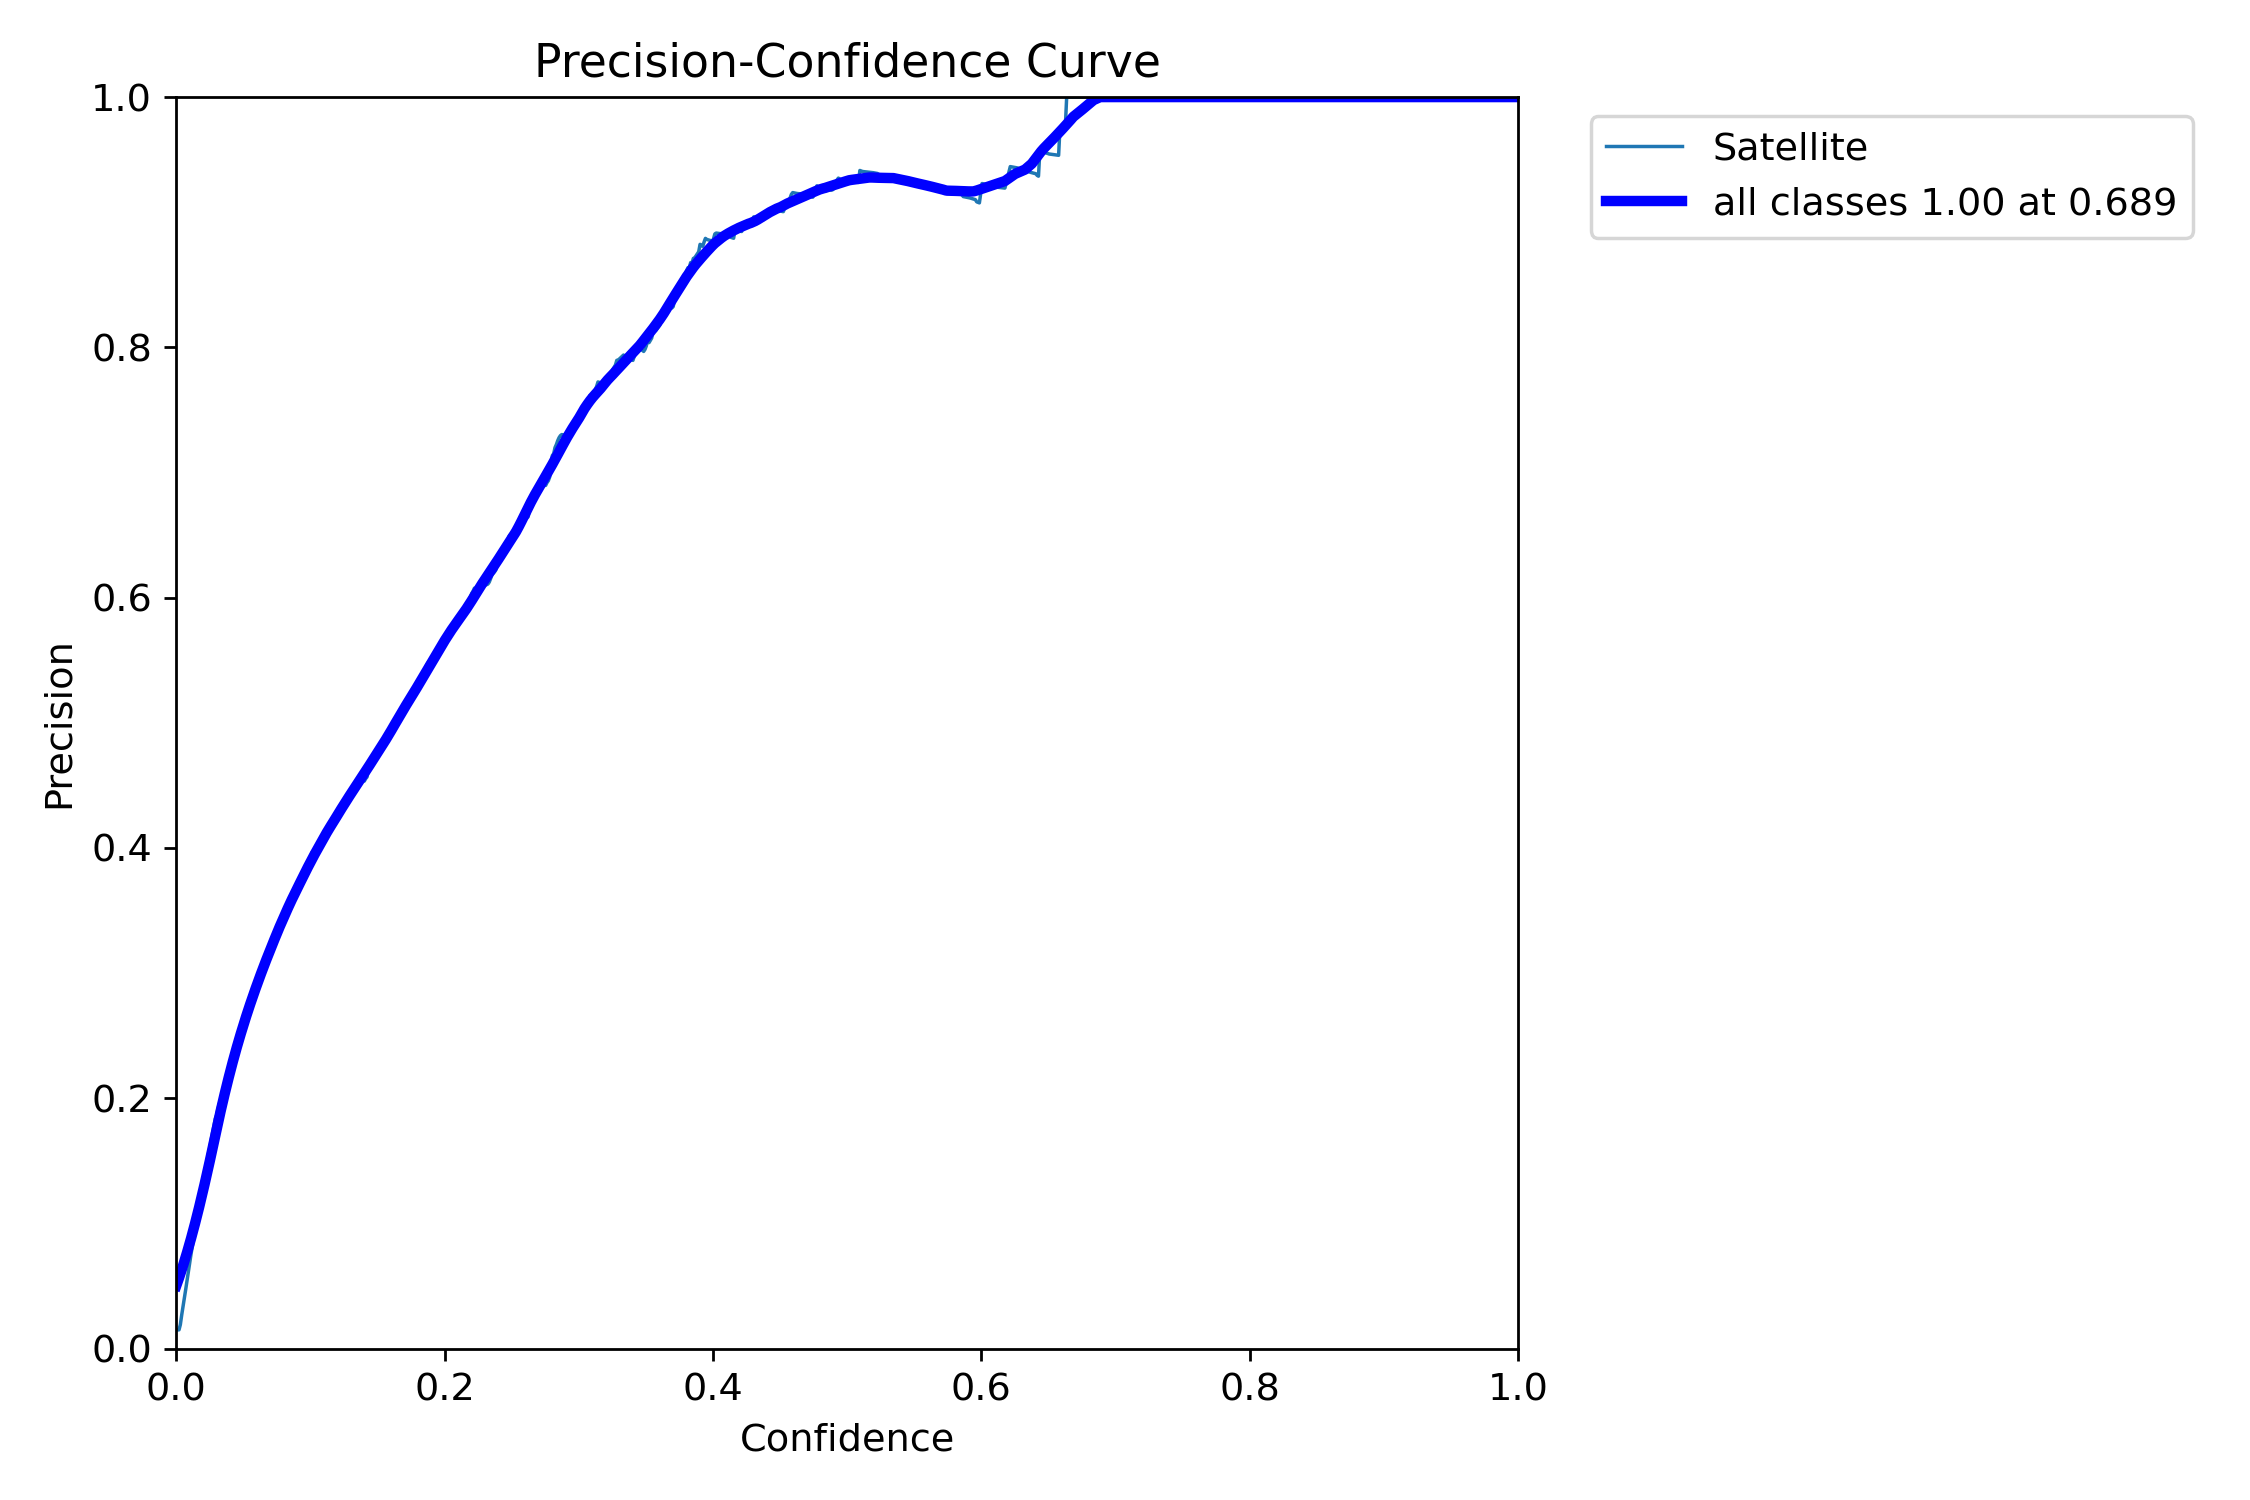 Precision-Confidence Curve
1.0
0.8
0.6
0.4
0.2
0.0
Precision
0.0 0.2 0.4 0.6 0.8 1.0
Confidence
Satellite
all classes 1.00 at 0.689